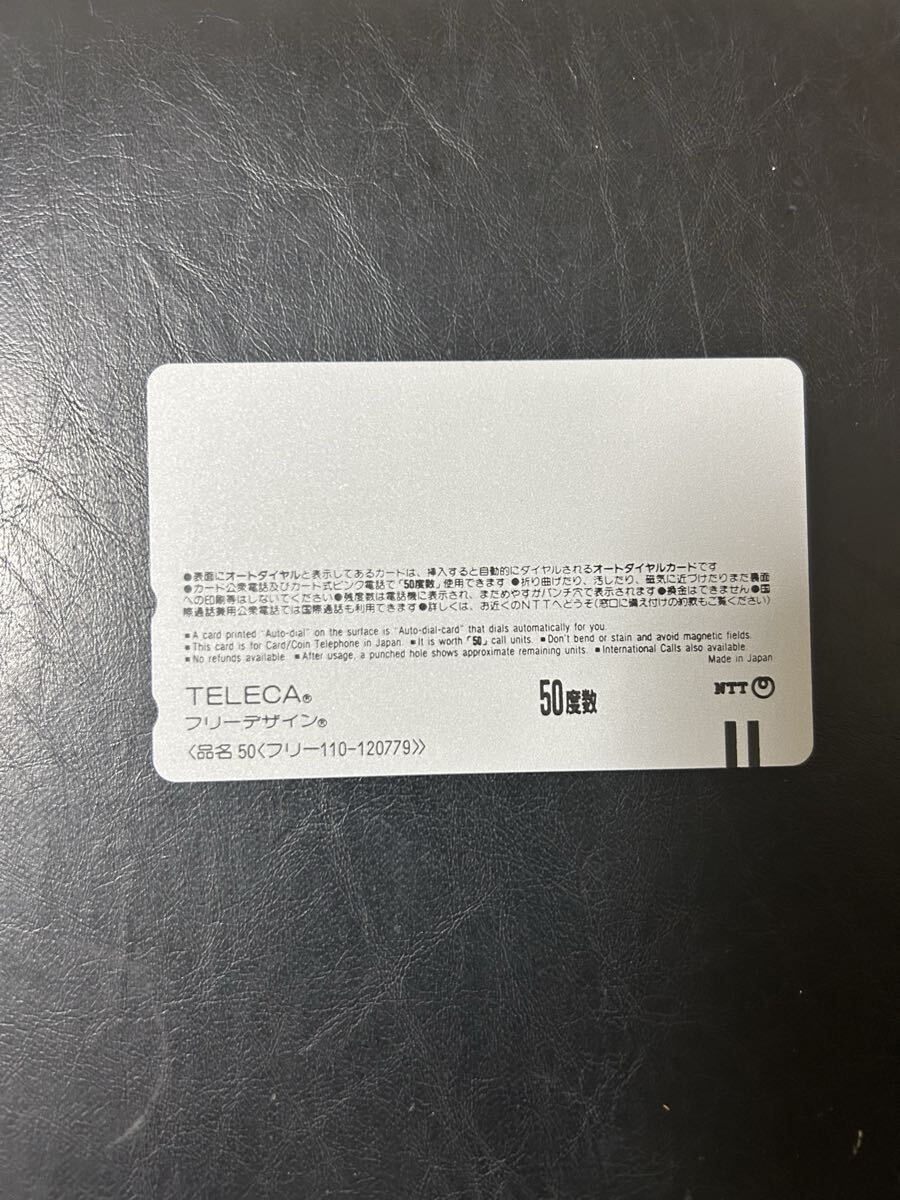 ●表面にオートダイヤルと表示してあるカードは、挿入すると自動的にダイヤルされるオートダイヤルカードです
●カード公衆電話及びカード式ピンク電話で「50度数」使用できます ●折り曲げたり、汚したり、磁気に近づけたりまた裏面
への印刷等はしないでください ●残度数は電話機に表示され、まためやすがパンチ穴で表示されます ●換金はできません ●国
際通話兼用公衆電話では国際通話も利用できます ●詳しくは、お近くのNTTへどうぞ(窓口に備え付けの約款もご覧ください)
■A card printed "Auto-dial" on the surface is "Auto-dial-card" that dials automatically for you.
■This card is for Card/Coin Telephone in Japan. ■It is worth「50」call units. ■Don't bend or stain and avoid magnetic fields.
■No refunds available. ■After usage, a punched hole shows approximate remaining units. ■International Calls also available.
Made in Japan
TELECA®
フリーデザイン®
〈品名 50〈フリー110-120779〉〉
50度数
NTT